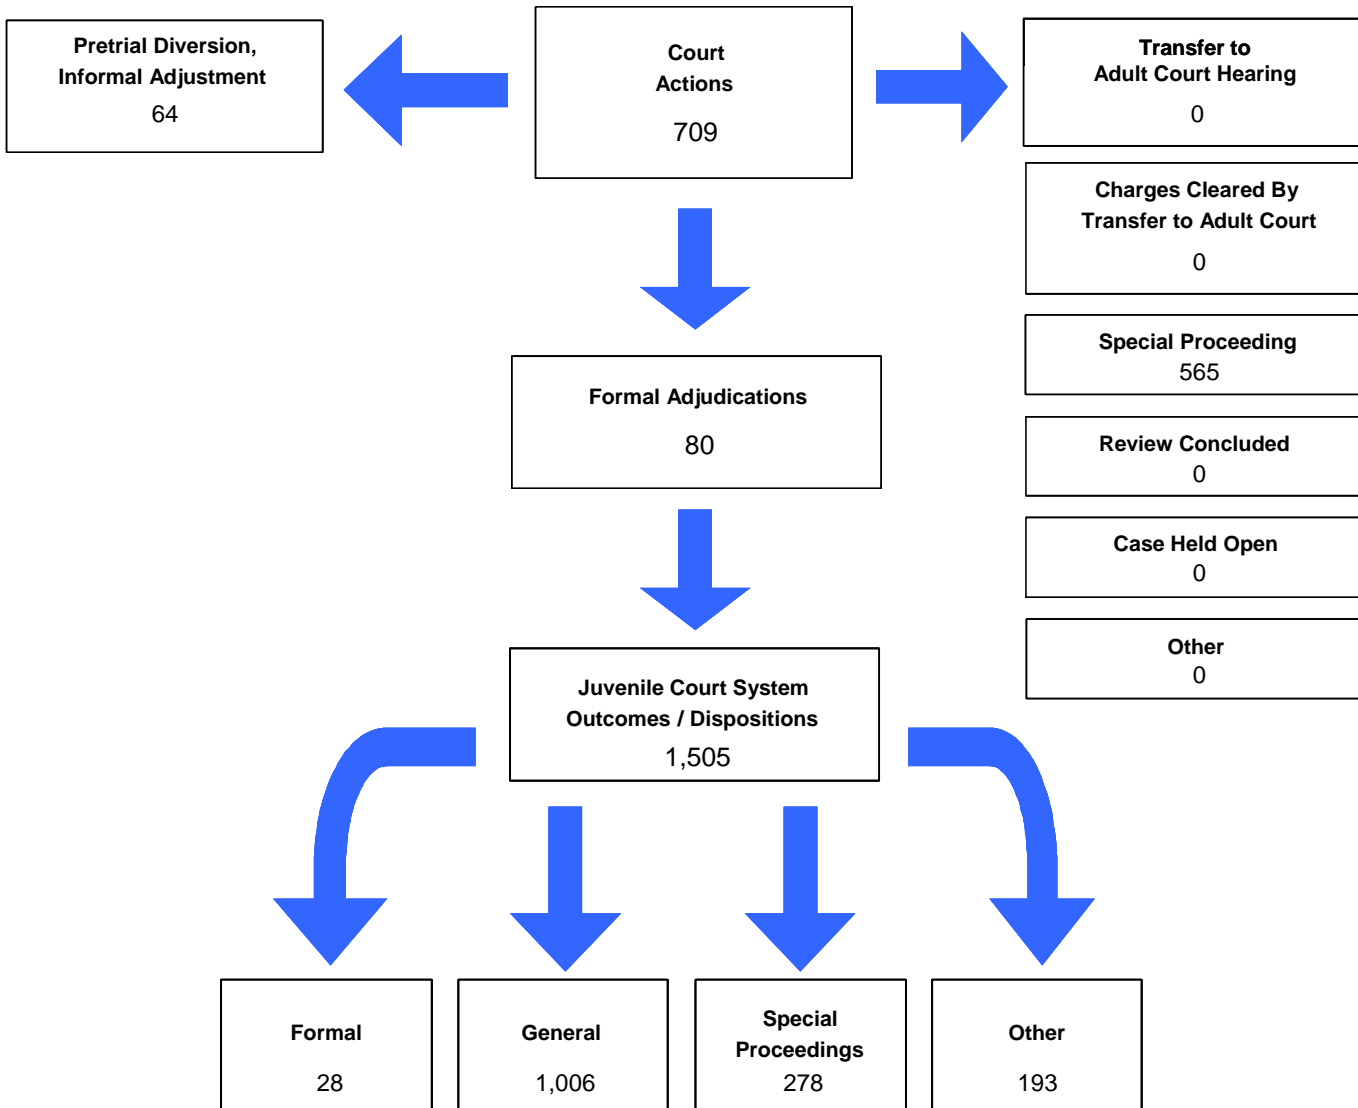 Pretrial Diversion,
Informal Adjustment
64
Court
Actions
709
Transfer to
Adult Court Hearing
0
Charges Cleared By
Transfer to Adult Court
0
Special Proceeding
565
Review Concluded
0
Case Held Open
0
Other
0
Formal Adjudications
80
Juvenile Court System
Outcomes / Dispositions
1,505
Formal
28
General
1,006
Special
Proceedings
278
Other
193